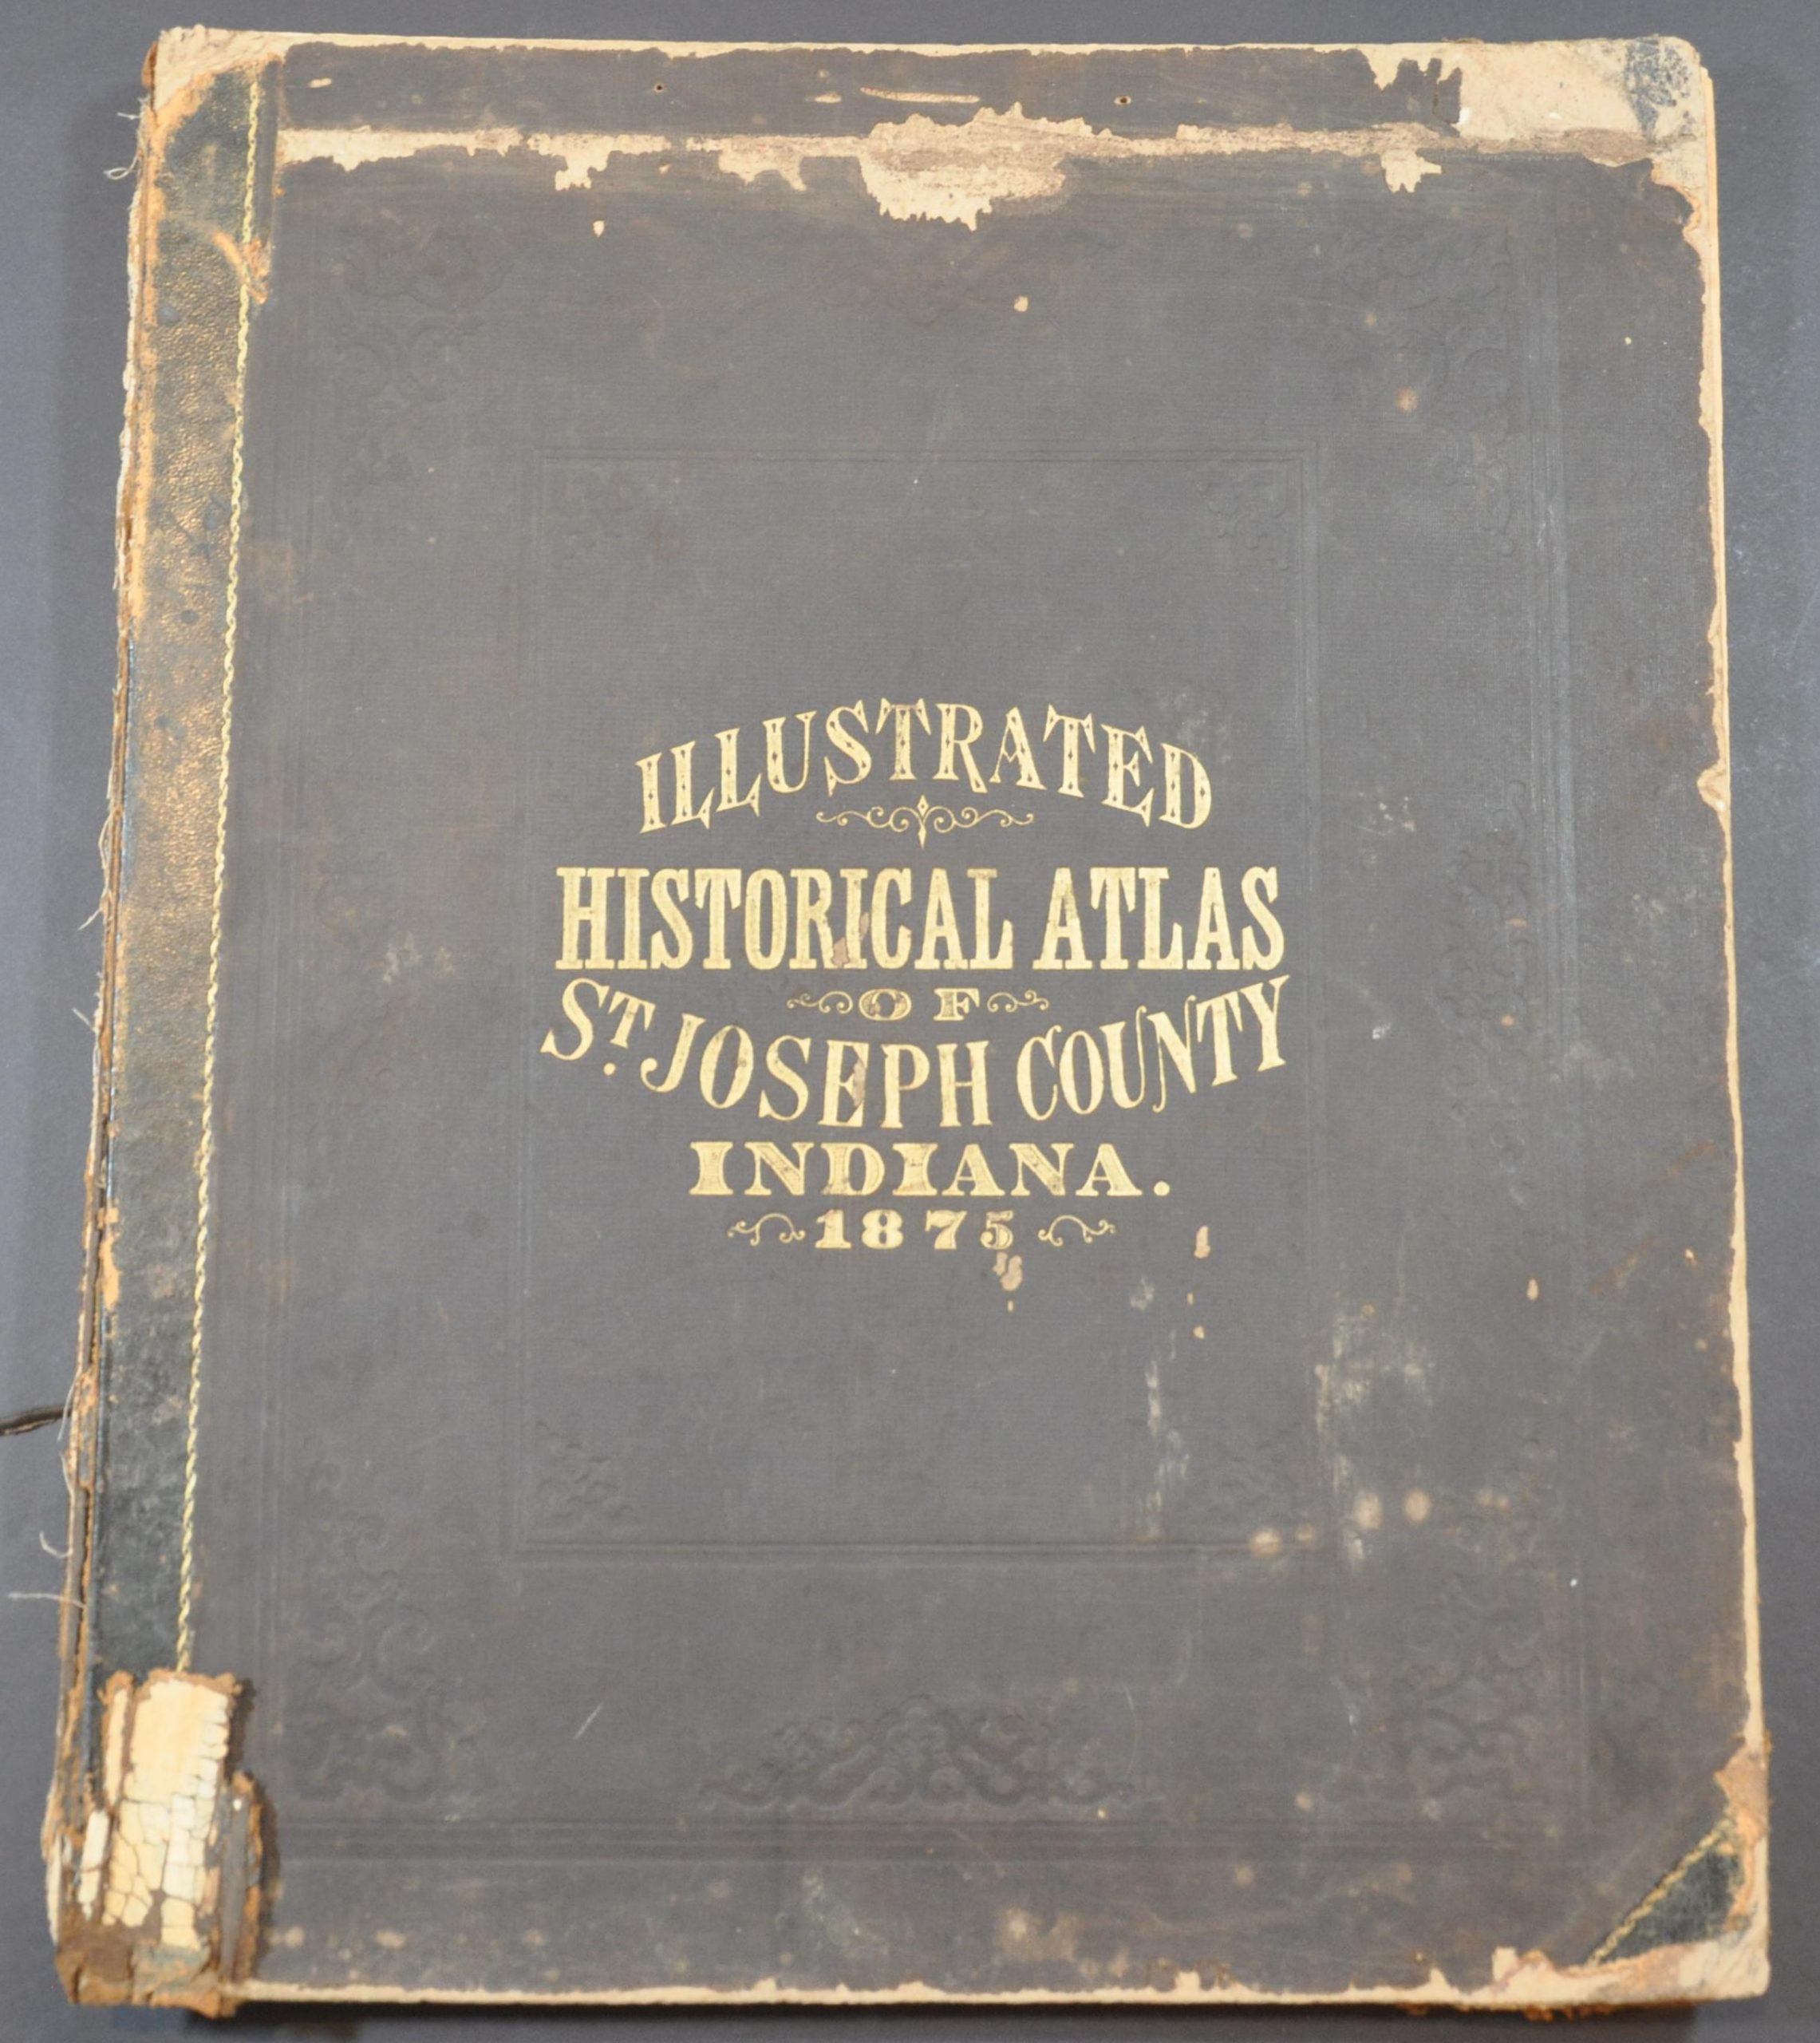 ILLUSTRATED
HISTORICAL ATLAS
OF
ST. JOSEPH COUNTY
INDIANA.
1875